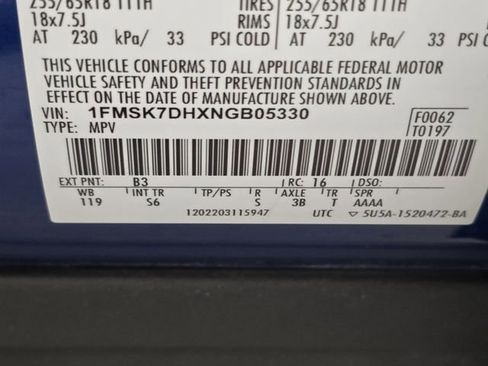 255/65R18 111H TIRES 255/65R18 111H
18x7.5J RIMS 18x7.5J
AT 230 kPa/ 33 PSI COLD AT 230 kPa/ 33 PSI COLD
THIS VEHICLE CONFORMS TO ALL APPLICABLE FEDERAL MOTOR
VEHICLE SAFETY AND THEFT PREVENTION STANDARDS IN
EFFECT ON THE DATE OF MANUFACTURE SHOWN ABOVE.
VIN: 1FMSK7DHXNGB05330 F0062
TYPE: MPV T0197
EXT PNT: B3 RC: 16 DSO:
WB INT TR TP/PS R AXLE TR SPR
119 S6 S 3B T AAAA
1202203115947 UTC ▽ 5U5A-1520472-BA